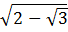 √(2 − √3)